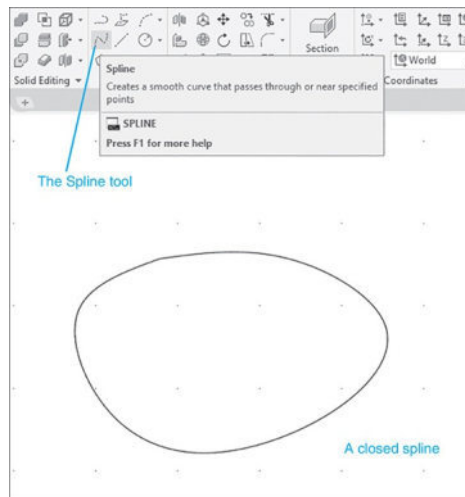 Section
World
Solid Editing
Coordinates
Spline
Creates a smooth curve that passes through or near specified
points
SPLINE
Press F1 for more help
The Spline tool
A closed spline